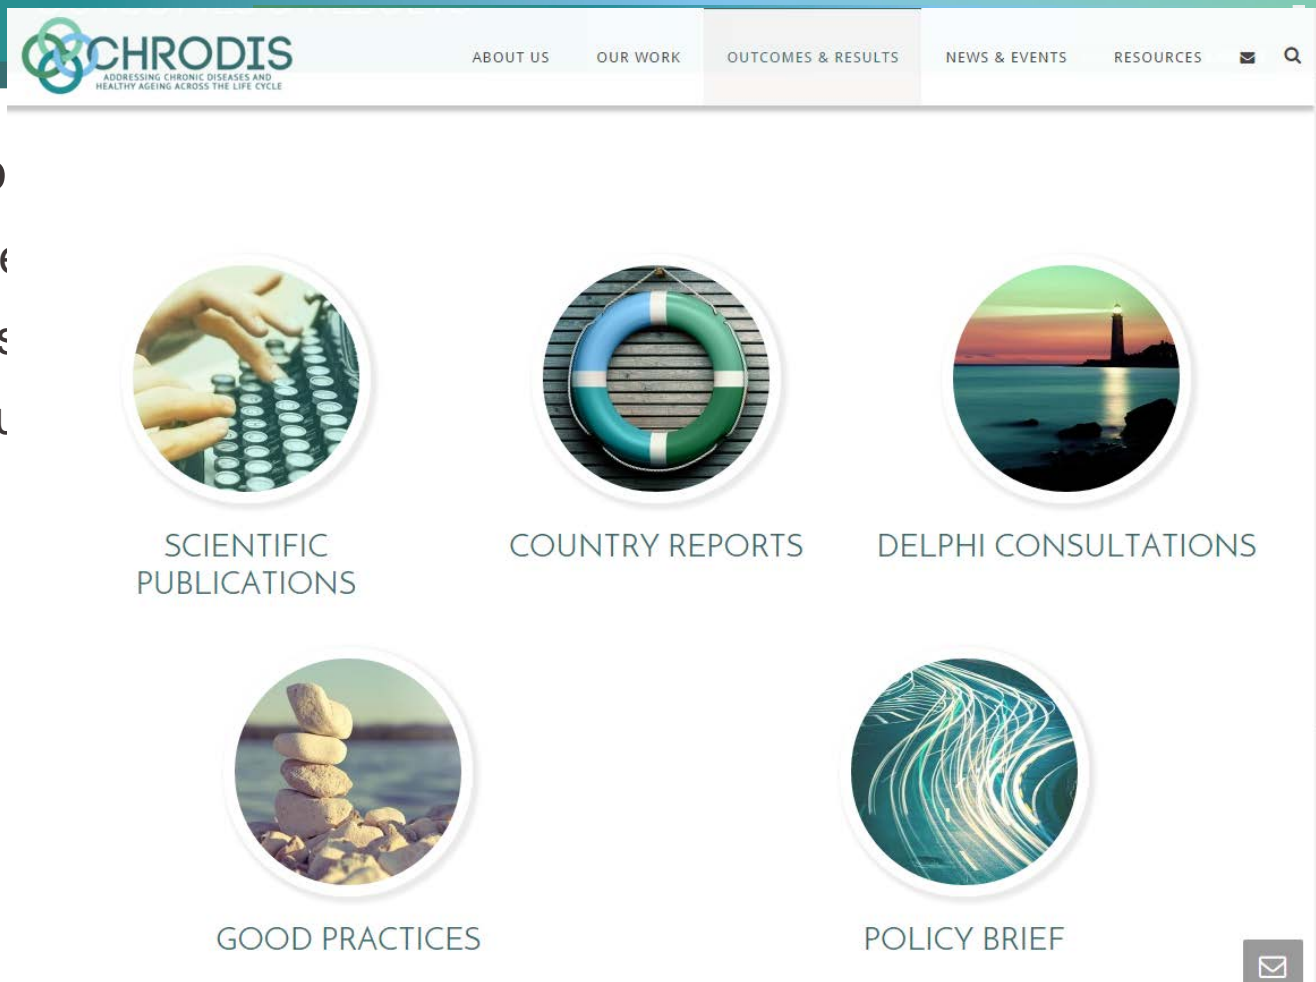 CHRODIS
ADDRESSING CHRONIC DISEASES AND
HEALTHY AGEING ACROSS THE LIFE CYCLE
ABOUT US
OUR WORK
OUTCOMES & RESULTS
NEWS & EVENTS
RESOURCES
SCIENTIFIC
PUBLICATIONS
COUNTRY REPORTS
DELPHI CONSULTATIONS
GOOD PRACTICES
POLICY BRIEF